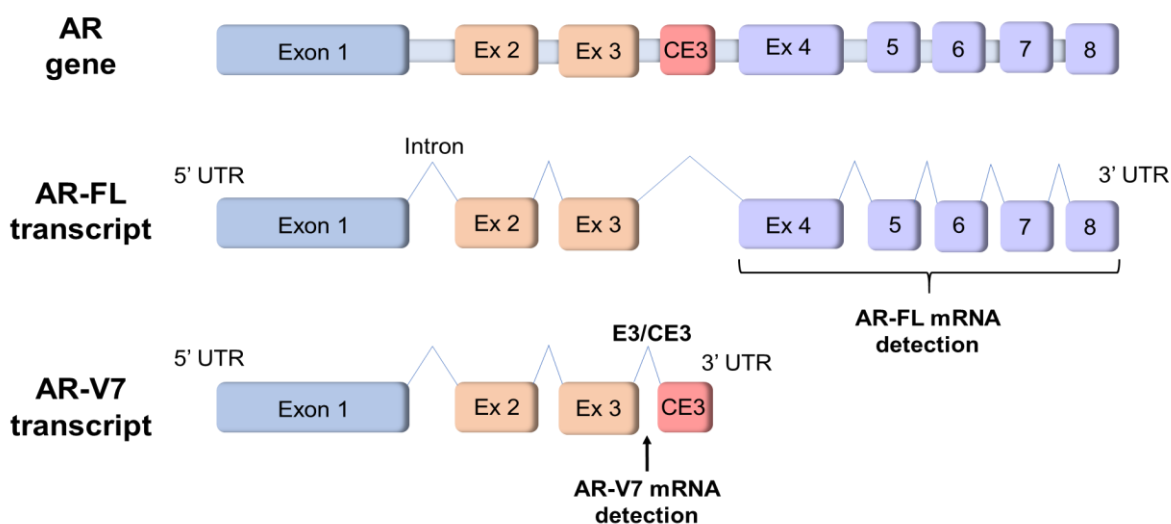 AR
gene
Exon 1
Ex 2
Ex 3
CE3
Ex 4
5
6
7
8
Intron
5’ UTR
3’ UTR
AR-FL
transcript
Exon 1
Ex 2
Ex 3
Ex 4
5
6
7
8
AR-FL mRNA
detection
E3/CE3
5’ UTR
3’ UTR
AR-V7
transcript
Exon 1
Ex 2
Ex 3
CE3
AR-V7 mRNA
detection